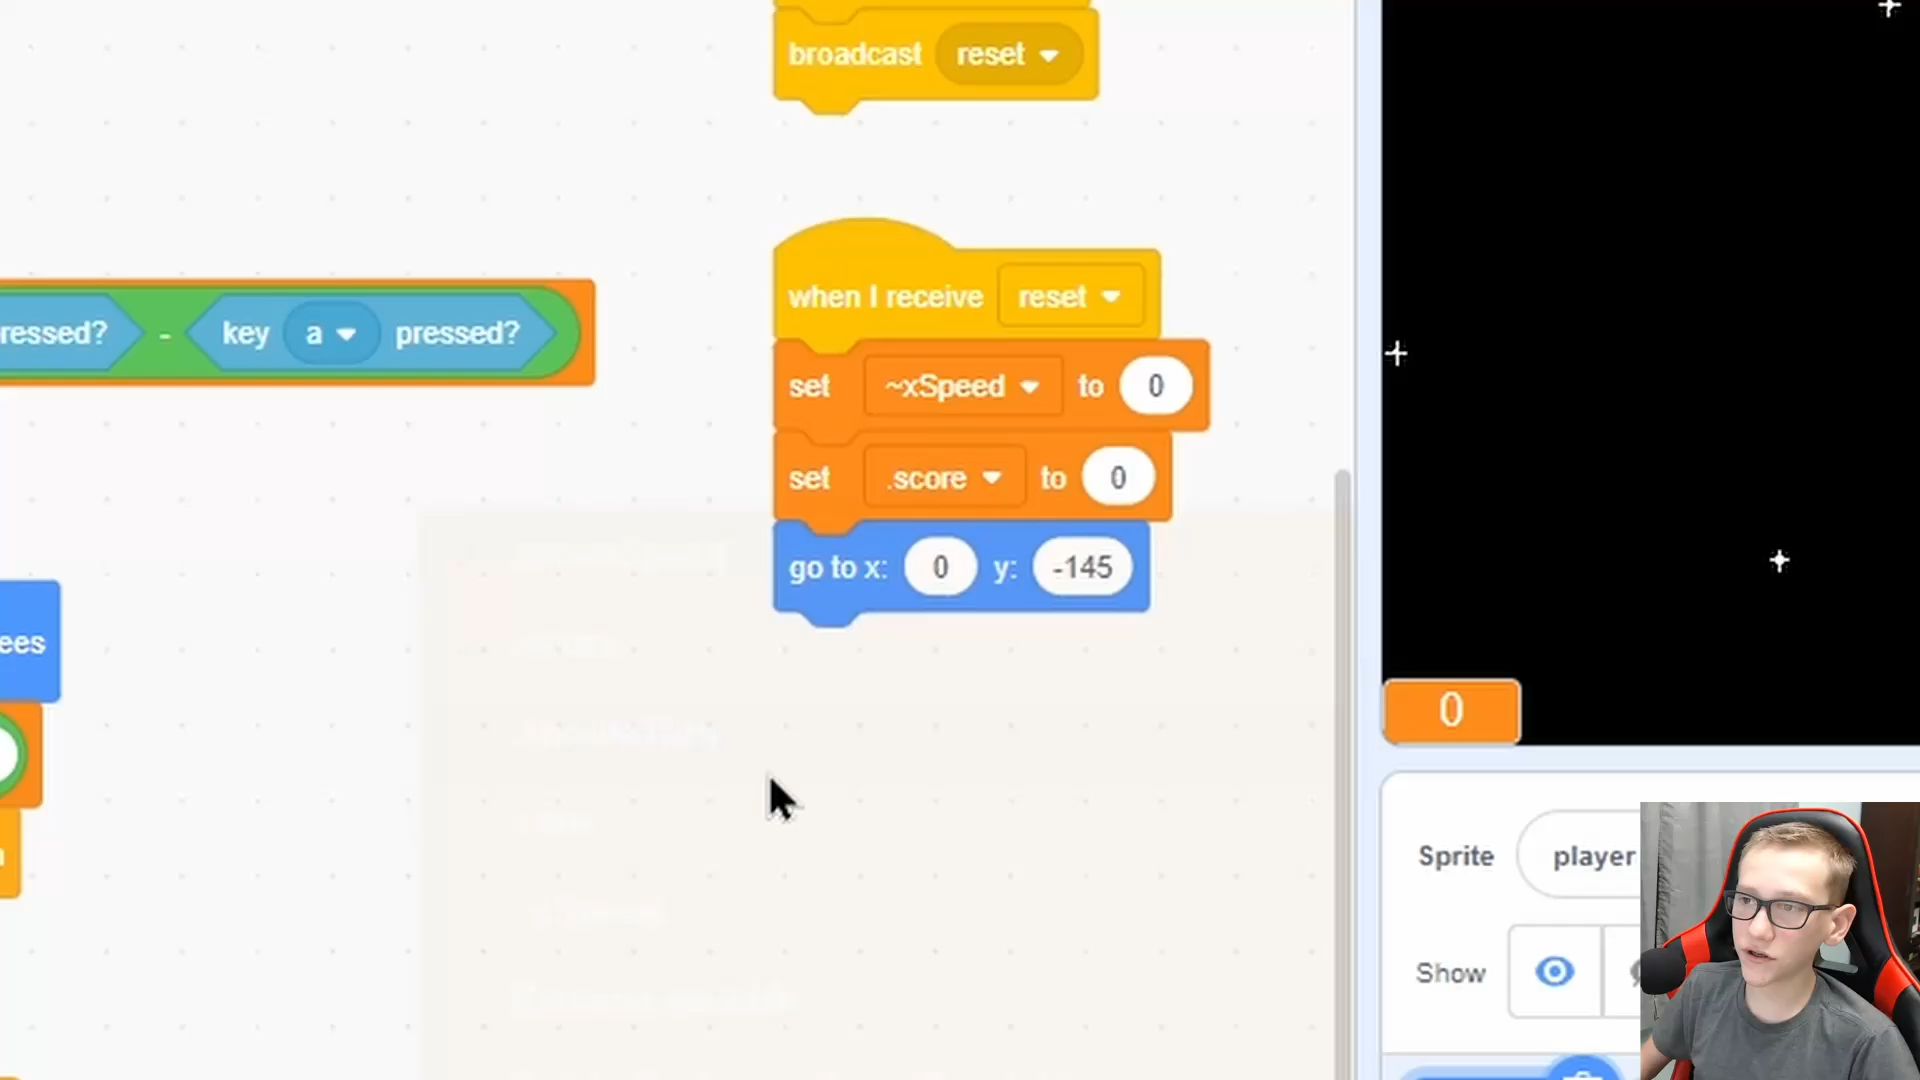 broadcast reset
when I receive reset
set ~xSpeed to 0
set .score to 0
go to x: 0 y: -145
ressed? - key a pressed?
ees
0
Sprite player
Show